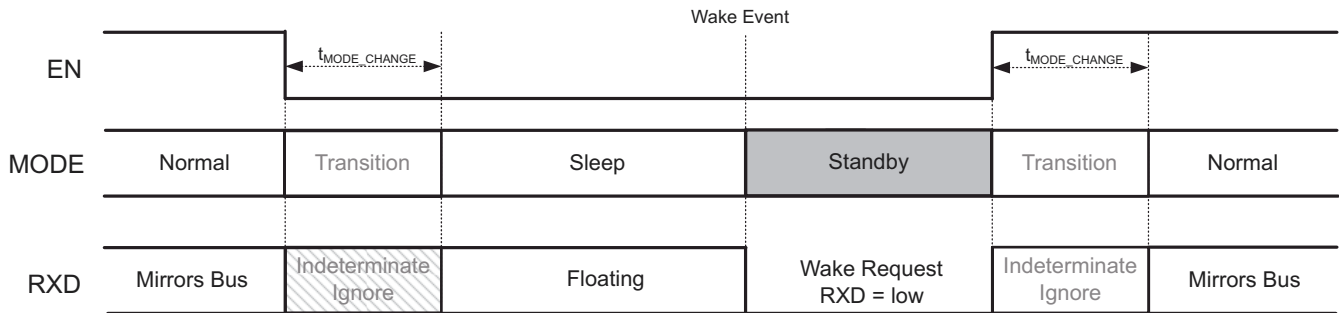 Wake Event
EN
tMODE_CHANGE
tMODE_CHANGE
MODE
Normal
Transition
Sleep
Standby
Transition
Normal
RXD
Mirrors Bus
Indeterminate
Ignore
Floating
Wake Request
RXD = low
Indeterminate
Ignore
Mirrors Bus